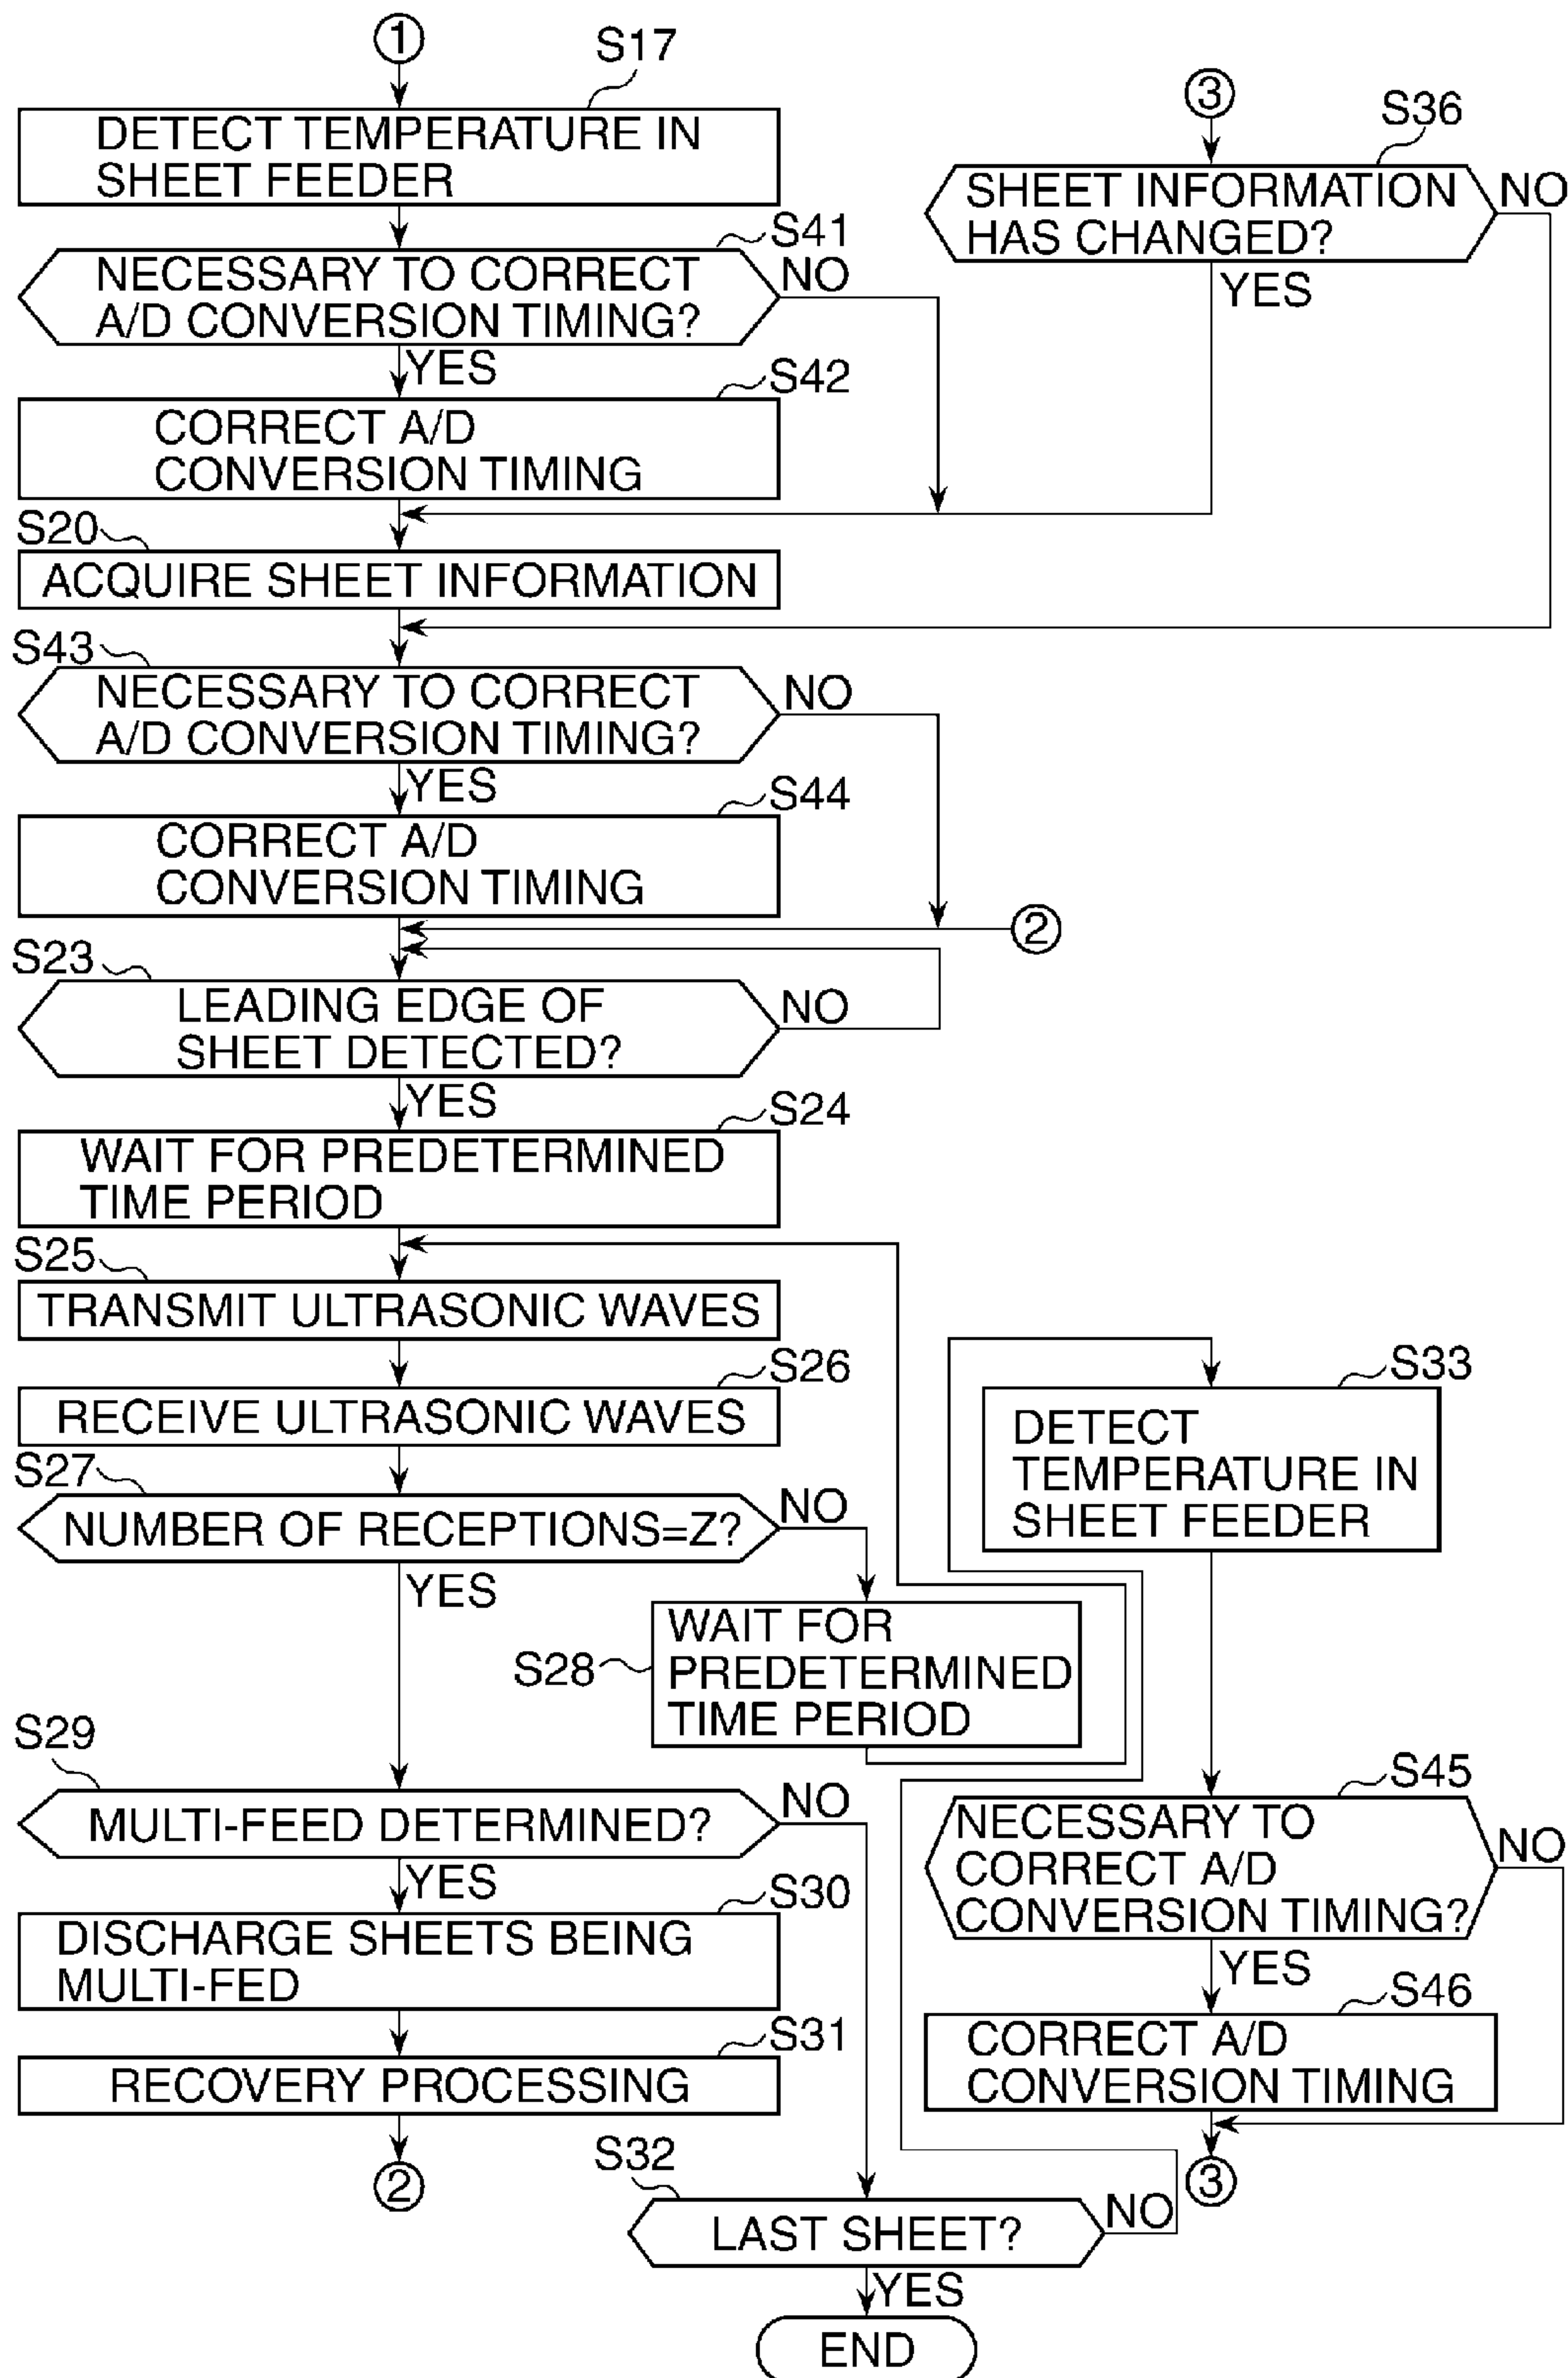 ①
S17
DETECT TEMPERATURE IN
SHEET FEEDER
S41
NECESSARY TO CORRECT
A/D CONVERSION TIMING?
NO
YES
S42
CORRECT A/D
CONVERSION TIMING
③
S36
SHEET INFORMATION
HAS CHANGED?
NO
YES
S20
ACQUIRE SHEET INFORMATION
S43
NECESSARY TO CORRECT
A/D CONVERSION TIMING?
NO
YES
S44
CORRECT A/D
CONVERSION TIMING
②
S23
LEADING EDGE OF
SHEET DETECTED?
NO
YES
S24
WAIT FOR PREDETERMINED
TIME PERIOD
S25
TRANSMIT ULTRASONIC WAVES
S26
RECEIVE ULTRASONIC WAVES
S27
NUMBER OF RECEPTIONS=Z?
NO
YES
S28
WAIT FOR
PREDETERMINED
TIME PERIOD
S29
MULTI-FEED DETERMINED?
NO
YES
S30
DISCHARGE SHEETS BEING
MULTI-FED
S31
RECOVERY PROCESSING
②
S32
LAST SHEET?
NO
YES
END
S33
DETECT
TEMPERATURE IN
SHEET FEEDER
S45
NECESSARY TO
CORRECT A/D
CONVERSION TIMING?
NO
YES
S46
CORRECT A/D
CONVERSION TIMING
③